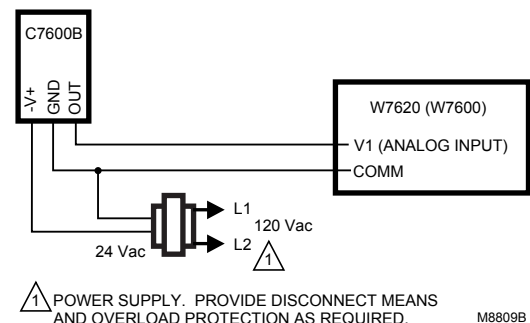 C7600B
-V+
GND
OUT
W7620 (W7600)
V1 (ANALOG INPUT)
COMM
L1
120 Vac
L2
24 Vac
1
1 POWER SUPPLY. PROVIDE DISCONNECT MEANS
AND OVERLOAD PROTECTION AS REQUIRED.
M8809B